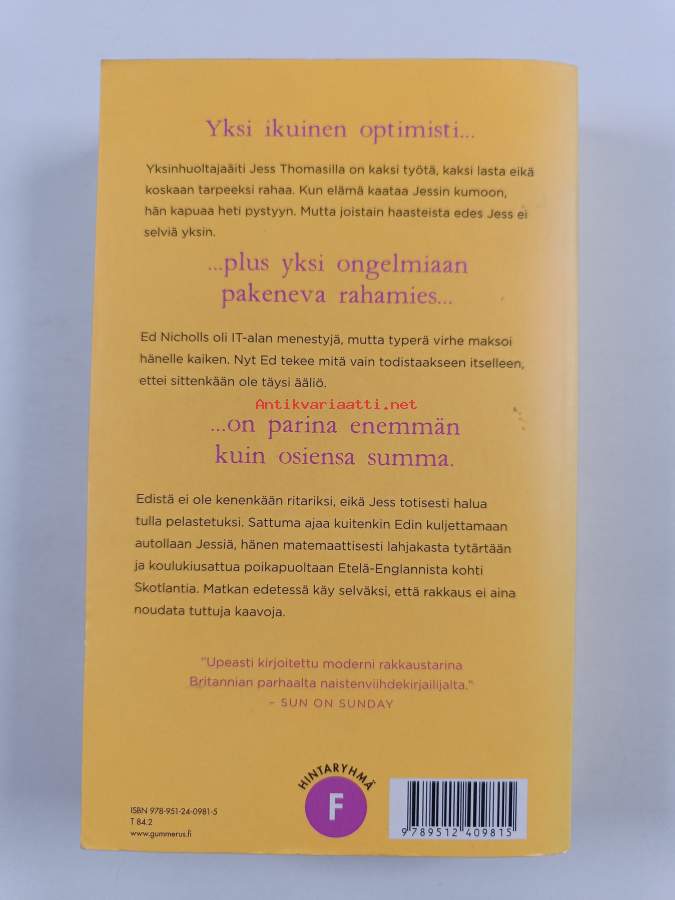 Yksi ikuinen optimisti...
Yksinhuoltajaäiti Jess Thomasilla on kaksi työtä, kaksi lasta eikä
koskaan tarpeeksi rahaa. Kun elämä kaataa Jessin kumoon,
hän kapuaa heti pystyyn. Mutta joistain haasteista edes Jess ei
selviä yksin.
...plus yksi ongelmiaan
pakeneva rahamies...
Ed Nicholls oli IT-alan menestyjä, mutta typerä virhe maksoi
hänelle kaiken. Nyt Ed tekee mitä vain todistaakseen itselleen,
ettei sittenkään ole täysi ääliö.
Antikvariaatti.net
...on parina enemmän
kuin osiensa summa.
Edistä ei ole kenenkään ritariksi, eikä Jess totisesti halua
tulla pelastetuksi. Sattuma ajaa kuitenkin Edin kuljettamaan
autollaan Jessiä, hänen matemaattisesti lahjakasta tytärtään
ja koulukiusattua poikapuoltaan Etelä-Englannista kohti
Skotlantia. Matkan edetessä käy selväksi, että rakkaus ei aina
noudata tuttuja kaavoja.
"Upeasti kirjoitettu moderni rakkaustarina
Britannian parhaalta naistenviihdekirjailijalta."
– SUN ON SUNDAY
HINTARYHMÄ
F
ISBN 978-951-24-0981-5
T 84.2
www.gummerus.fi
9 789512 409815